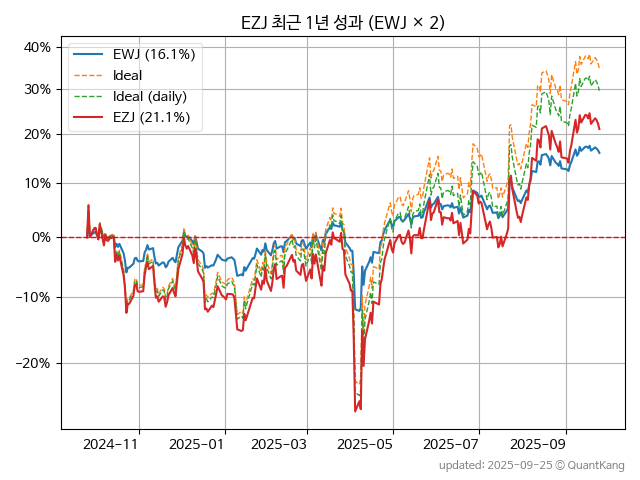 EZJ 최근 1년 성과 (EWJ × 2)
EWJ (16.1%)
Ideal
Ideal (daily)
EZJ (21.1%)
40%
30%
20%
10%
0%
−10%
−20%
2024-11
2025-01
2025-03
2025-05
2025-07
2025-09
updated: 2025-09-25 © QuantKang